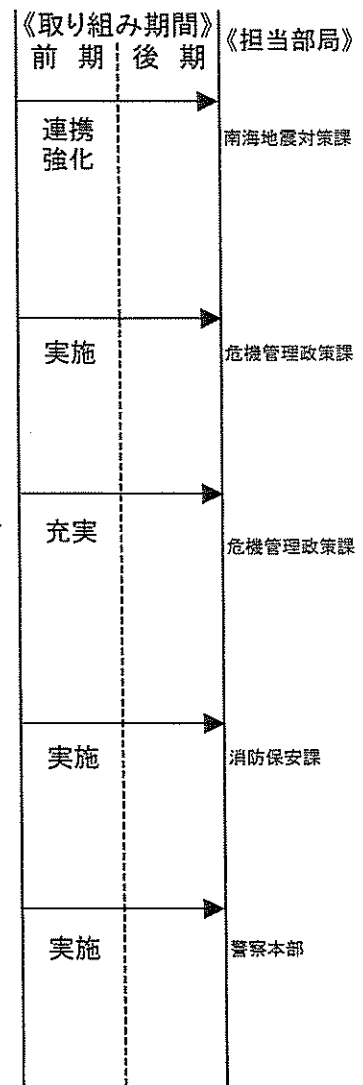 《取り組み期間》
前 期 後 期
《担当部局》
連携
強化
南海地震対策課
実施
危機管理政策課
充実
危機管理政策課
実施
消防保安課
実施
警察本部